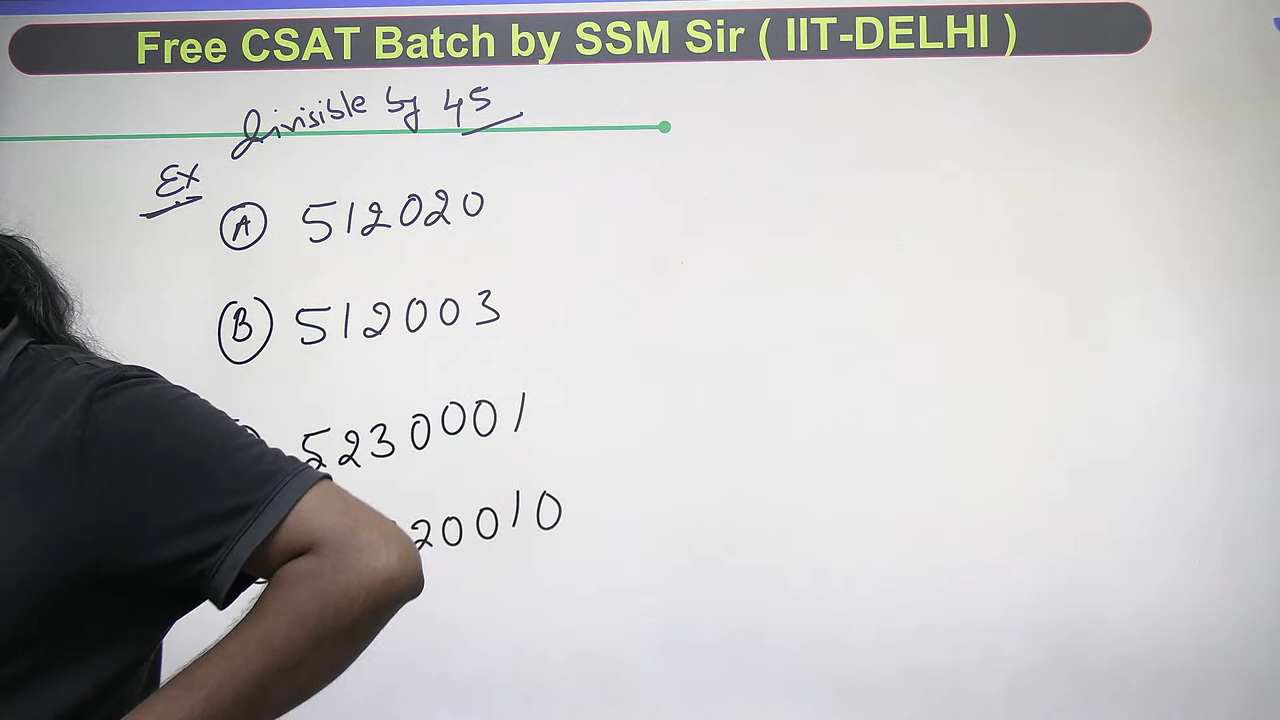 Free CSAT Batch by SSM Sir ( IIT-DELHI )
Divisible by 45
Ex
A 512020
B 512003
5230001
20010